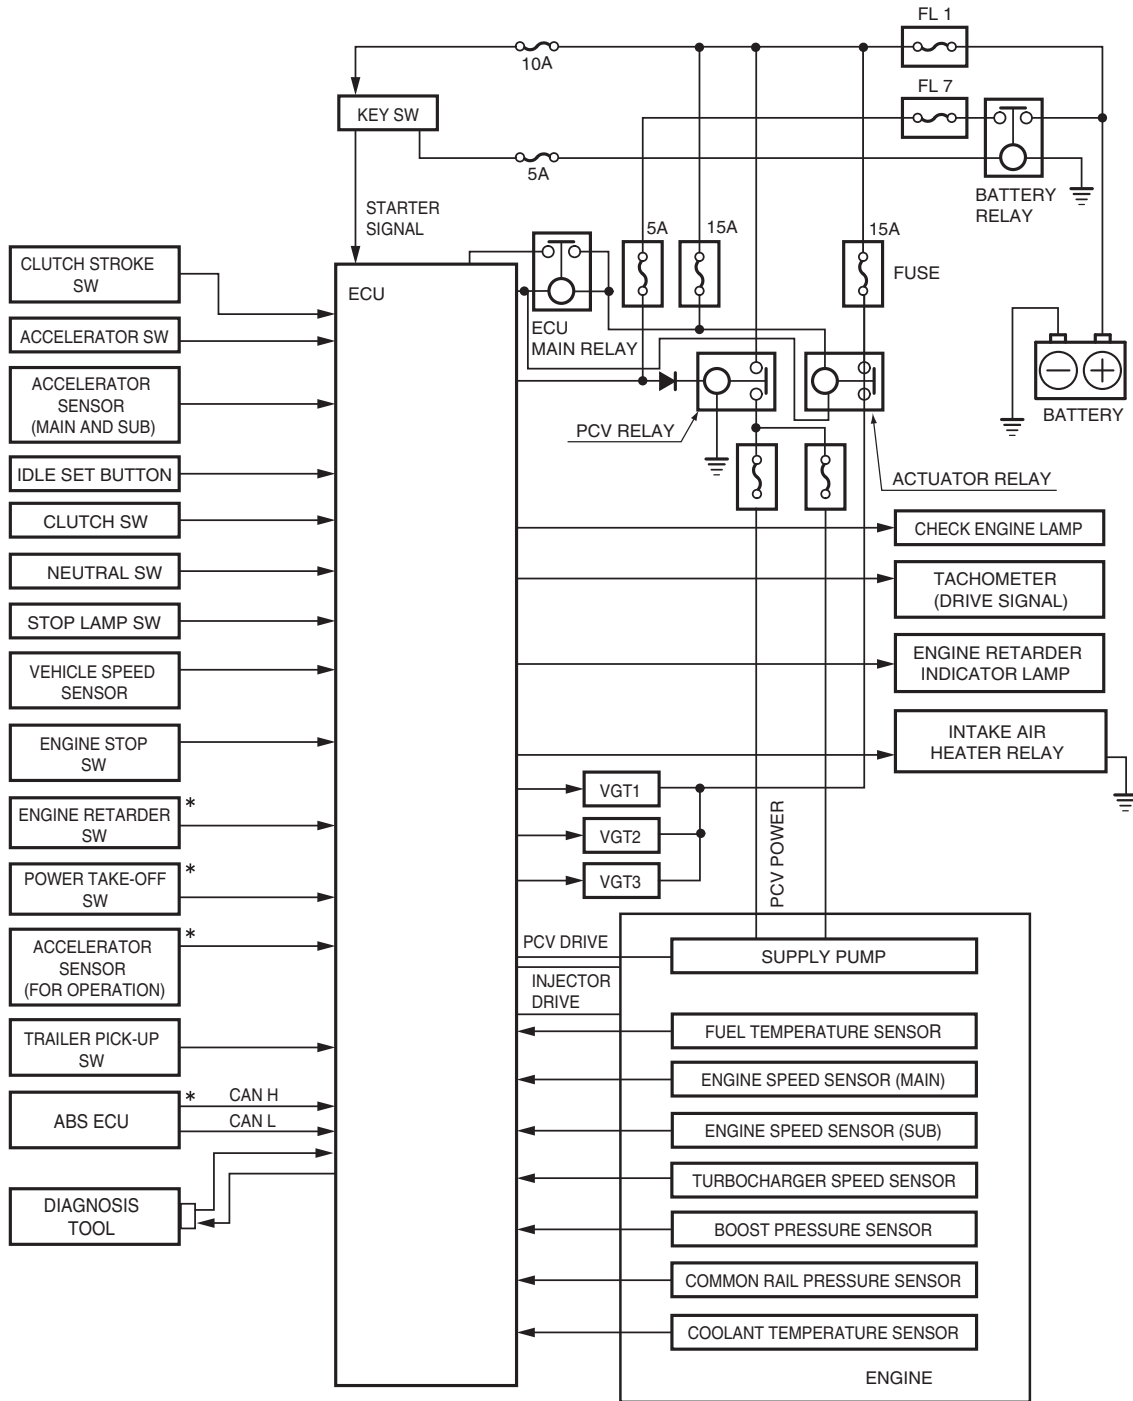 FL 1
10A
FL 7
KEY SW
5A
BATTERY
RELAY
STARTER
SIGNAL
5A
15A
15A
FUSE
CLUTCH STROKE
SW
ECU
ECU
MAIN RELAY
ACCELERATOR SW
ACCELERATOR
SENSOR
(MAIN AND SUB)
BATTERY
PCV RELAY
IDLE SET BUTTON
ACTUATOR RELAY
CLUTCH SW
CHECK ENGINE LAMP
NEUTRAL SW
TACHOMETER
(DRIVE SIGNAL)
STOP LAMP SW
VEHICLE SPEED
SENSOR
ENGINE RETARDER
INDICATOR LAMP
ENGINE STOP
SW
INTAKE AIR
HEATER RELAY
ENGINE RETARDER
SW
*
VGT1
VGT2
VGT3
PCV POWER
POWER TAKE-OFF
SW
*
ACCELERATOR
SENSOR
(FOR OPERATION)
*
PCV DRIVE
SUPPLY PUMP
INJECTOR
DRIVE
TRAILER PICK-UP
SW
FUEL TEMPERATURE SENSOR
ENGINE SPEED SENSOR (MAIN)
ABS ECU
*
CAN H
CAN L
ENGINE SPEED SENSOR (SUB)
TURBOCHARGER SPEED SENSOR
DIAGNOSIS
TOOL
BOOST PRESSURE SENSOR
COMMON RAIL PRESSURE SENSOR
COOLANT TEMPERATURE SENSOR
ENGINE